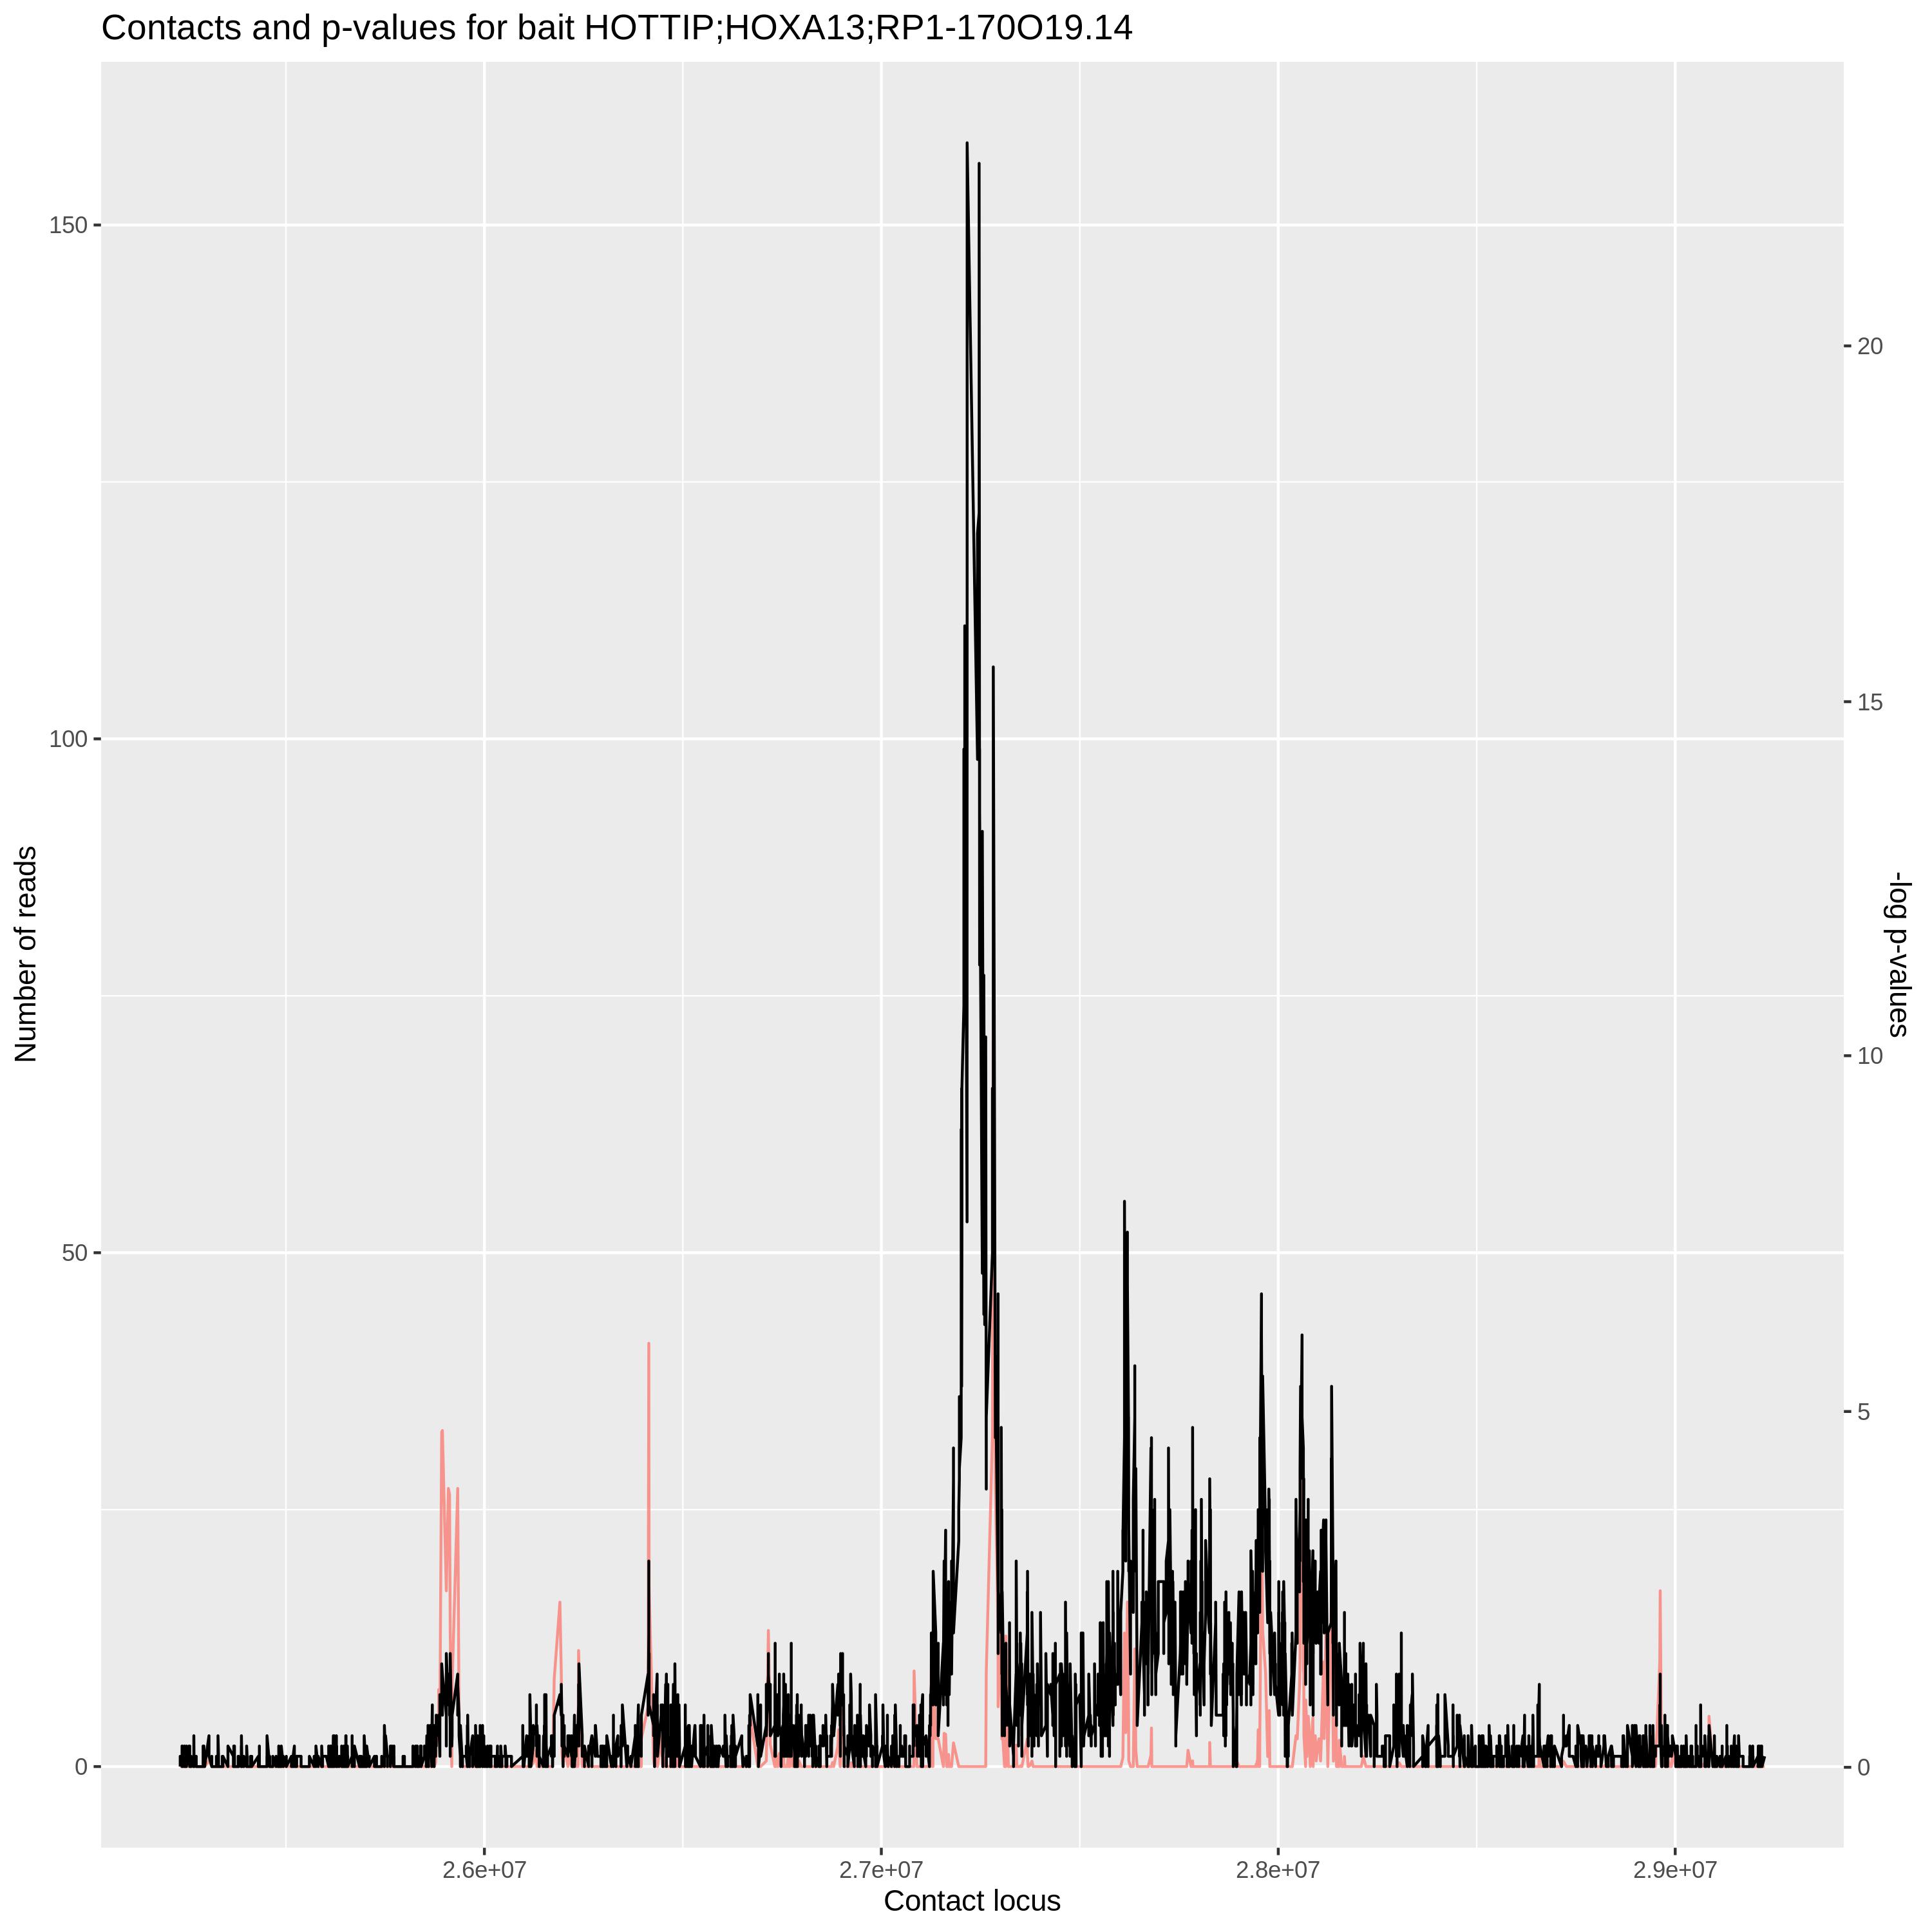 Contacts and p-values for bait HOTTIP;HOXA13;RP1-170O19.14
150
100
50
0
Number of reads
20
15
10
5
0
-log p-values
2.6e+07
2.7e+07
2.8e+07
2.9e+07
Contact locus